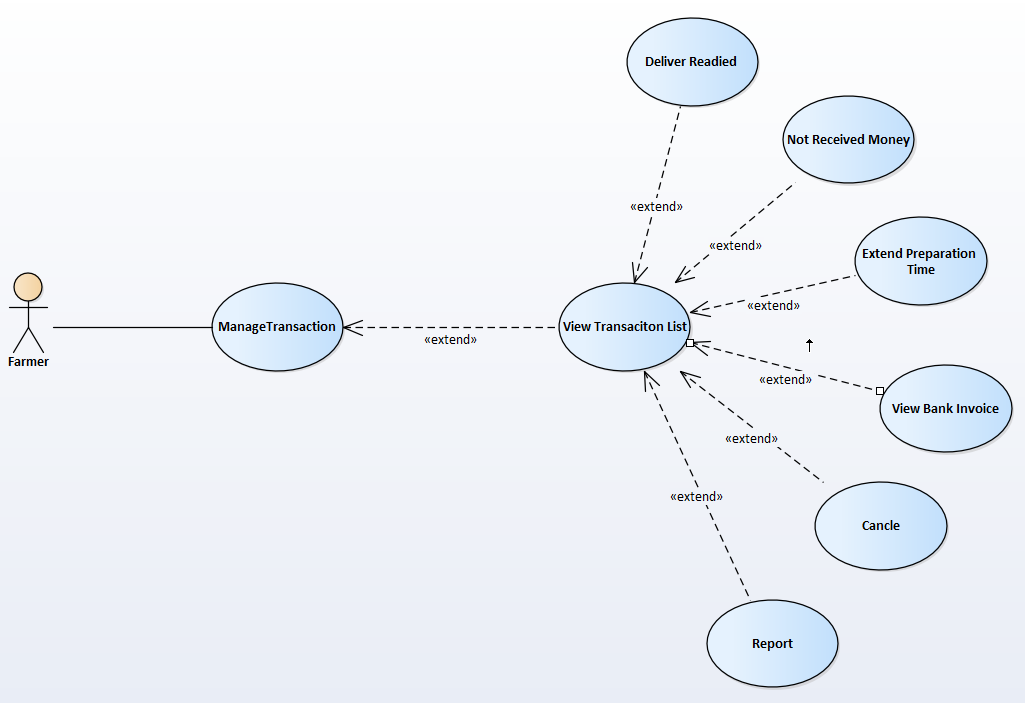 Deliver Readied
Not Received Money
«extend»
«extend»
Extend Preparation
Time
«extend»
ManageTransaction
View Transaciton List
«extend»
Farmer
«extend»
View Bank Invoice
«extend»
«extend»
Cancle
Report